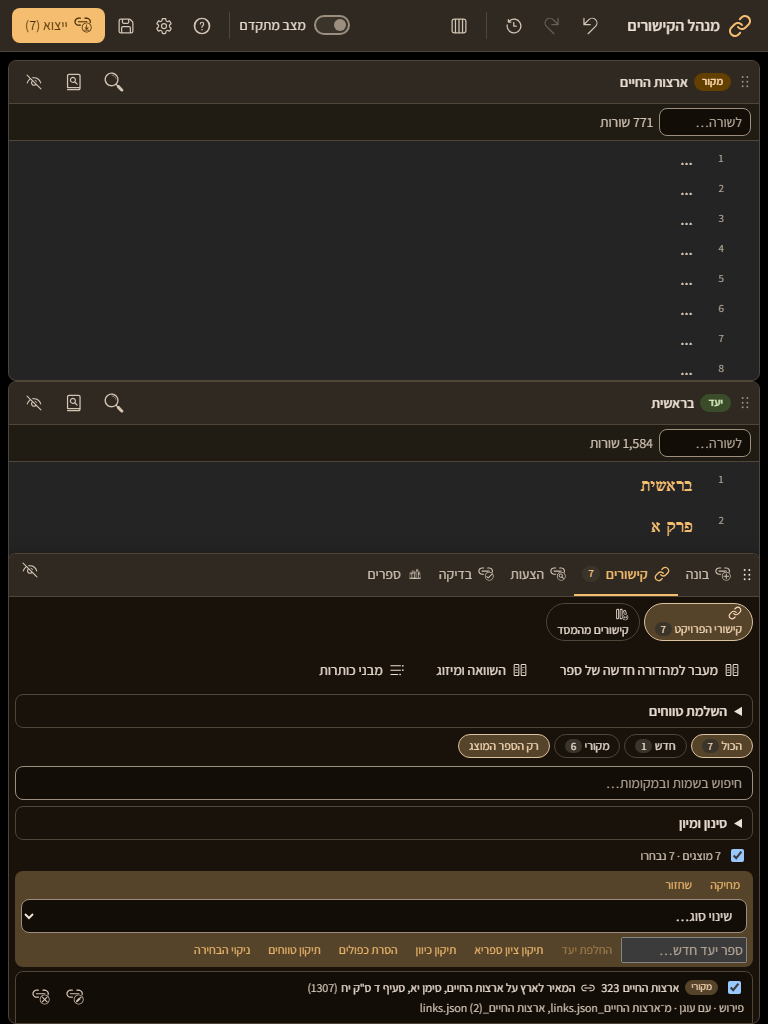 מנהל הקישורים
מצב מתקדם
ייצוא (7)
מקור ארצות החיים
לשורה... 771 שורות
1 ...
2 ...
3 ...
4 ...
5 ...
6 ...
7 ...
8 ...
יעד בראשית
לשורה... 1,584 שורות
1 בראשית
2 פרק א
בונה קישורים 7 הצעות בדיקה ספרים
קישורי הפרויקט 7 קישורים מהמסד
מעבר למהדורה חדשה של ספר השוואה ומיזוג מבני כותרות
השלמת טווחים
הכול 7 חדש 1 מקורי 6 רק הספר המוצג
חיפוש בשמות ובמקומות...
סינון ומיון
7 מוצגים · 7 נבחרו
מחיקה שחזור
שינוי סוג...
ספר יעד חדש... החלפת יעד תיקון ציון ספריא תיקון כיוון הסרת כפולים תיקון טווחים ניקוי הבחירה
מקורי ארצות החיים 323 המאיר לארץ על ארצות החיים, סימן יא, סעיף ד ס"ק יח (1307)
פירוש · עם עוגן · מ־ארצות החיים_links.json, ארצות החיים_links.json (2)